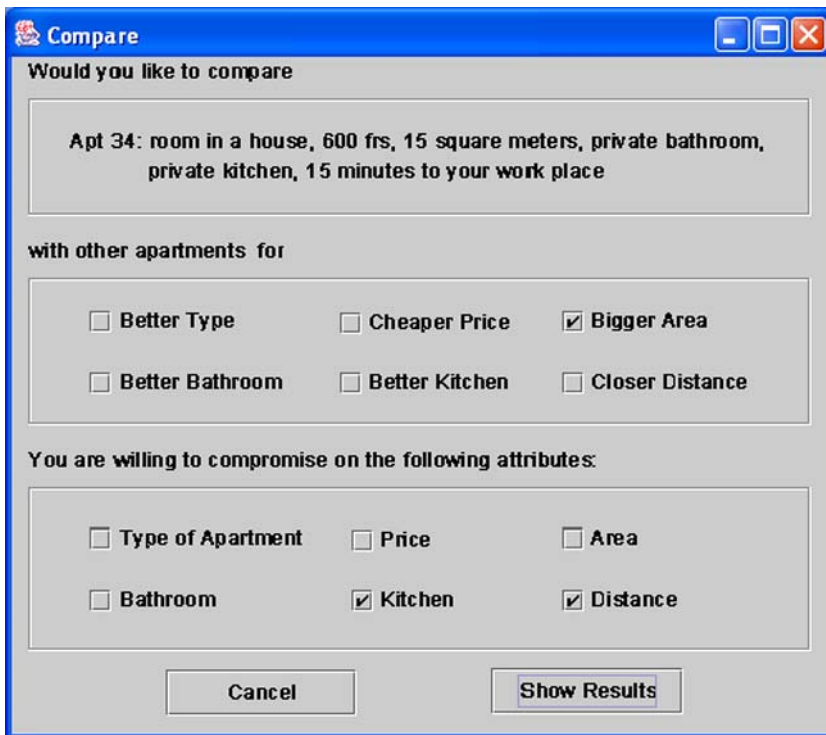 Compare
Would you like to compare
Apt 34: room in a house, 600 frs, 15 square meters, private bathroom,
private kitchen, 15 minutes to your work place
with other apartments for
Better Type Cheaper Price Bigger Area
Better Bathroom Better Kitchen Closer Distance
You are willing to compromise on the following attributes:
Type of Apartment Price Area
Bathroom Kitchen Distance
Cancel Show Results